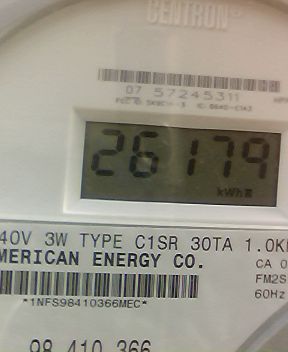 CENTRON
07 57245311
26179
kWh
40V 3W TYPE C1SR 30TA 1.0K
MERICAN ENERGY CO.
CA 0
FM2S
60Hz
*1NFS98410366MEC*
98 410 366